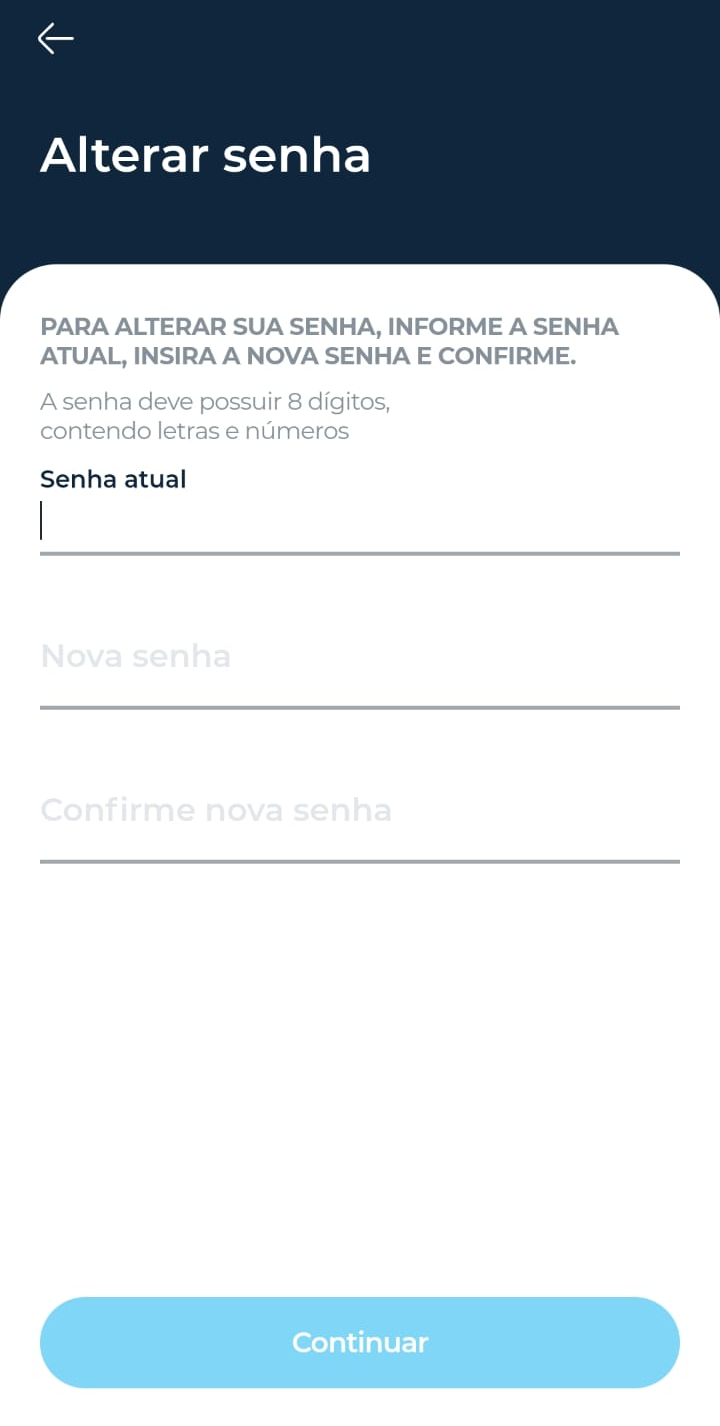 Alterar senha
PARA ALTERAR SUA SENHA, INFORME A SENHA
ATUAL, INSIRA A NOVA SENHA E CONFIRME.
A senha deve possuir 8 dígitos,
contendo letras e números
Senha atual
Nova senha
Confirme nova senha
Continuar